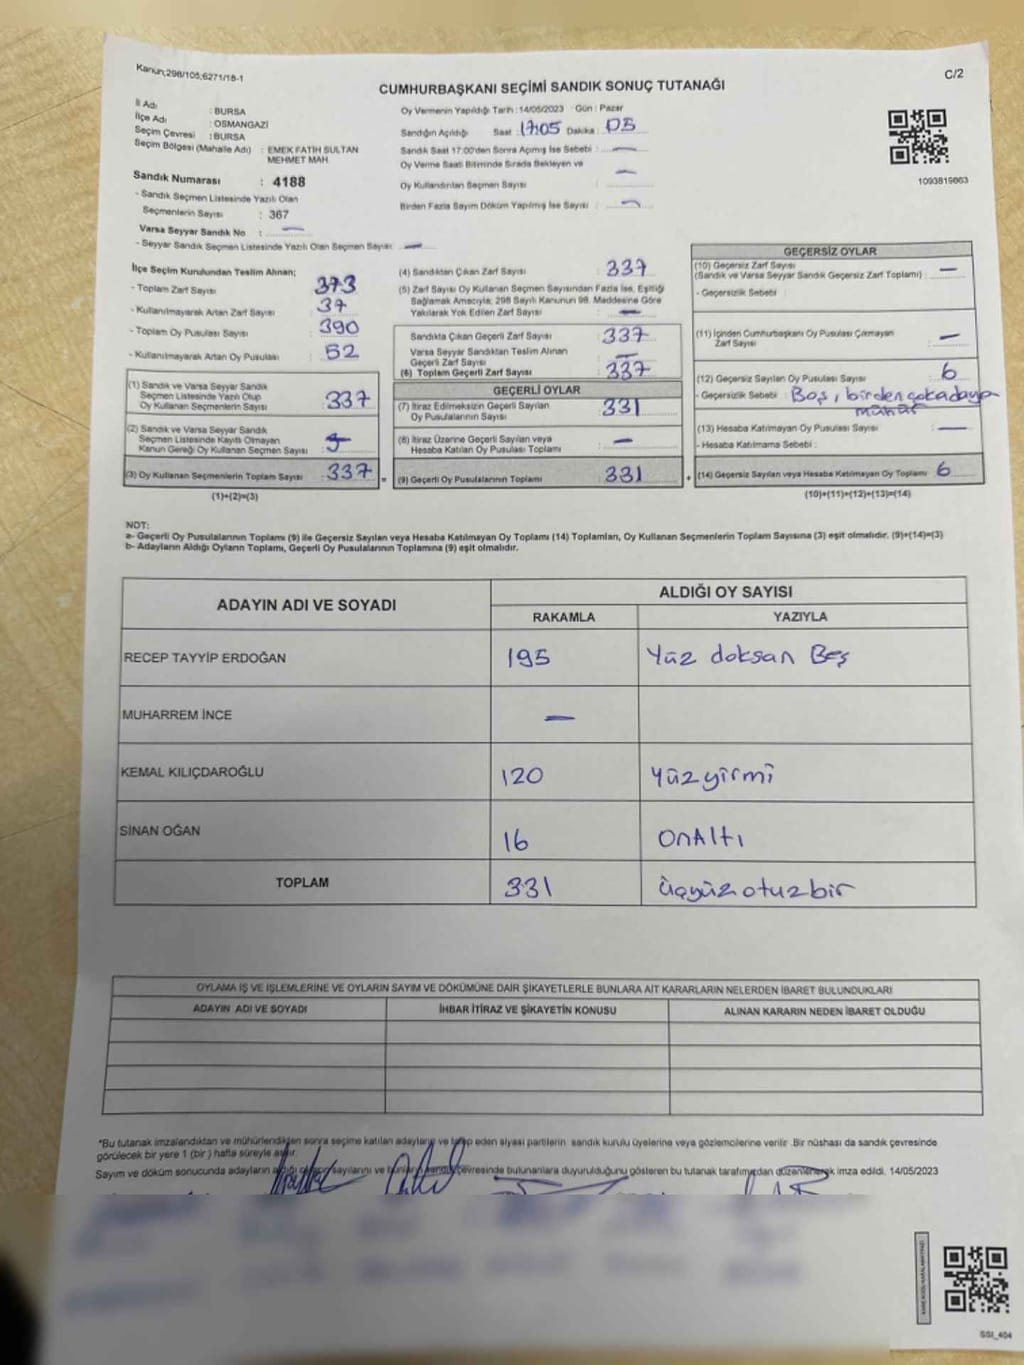 Kanun;298/105;6271/18-1
C/2
CUMHURBAŞKANI SEÇİMİ SANDIK SONUÇ TUTANAĞI
İl Adı : BURSA
İlçe Adı : OSMANGAZİ
Seçim Çevresi : BURSA
Seçim Bölgesi (Mahalle Adı) : EMEK FATİH SULTAN MEHMET MAH
Sandık Numarası : 4188
- Sandık Seçmen Listesinde Yazılı Olan
Seçmenlerin Sayısı : 367
Varsa Seyyar Sandık No : —
- Seyyar Sandık Seçmen Listesinde Yazılı Olan Seçmen Sayısı: —
Oy Vermenin Yapıldığı Tarih : 14/05/2023 Gün : Pazar
Sandığın Açıldığı Saat : 17:05 Dakika : 05
Sandık Saat 17:00'den Sonra Açımış İse Sebebi : —
Oy Verme Saati Bitiminde Sırada Bekleyen ve —
Oy Kullandırılan Seçmen Sayısı :
Birden Fazla Sayım Döküm Yapılmış İse Sayısı : —
1093819863
İlçe Seçim Kurulundan Teslim Alınan;
- Toplam Zarf Sayısı : 373
- Kullanılmayarak Artan Zarf Sayısı : 37
- Toplam Oy Pusulası Sayısı : 390
- Kullanılmayarak Artan Oy Pusulası : 52
(1) Sandık ve Varsa Seyyar Sandık
Seçmen Listesinde Yazılı Olup
Oy Kullanan Seçmenlerin Sayısı : 337
(2) Sandık ve Varsa Seyyar Sandık
Seçmen Listesinde Kayıtlı Olmayan
Kanun Gereği Oy Kullanan Seçmen Sayısı :
(3) Oy Kullanan Seçmenlerin Toplam Sayısı : 337
(1)+(2)=(3)
(4) Sandıktan Çıkan Zarf Sayısı : 337
(5) Zarf Sayısı Oy Kullanan Seçmen Sayısından Fazla İse, Eşitliği
Sağlamak Amacıyla; 298 Sayılı Kanunun 98. Maddesine Göre
Yakılarak Yok Edilen Zarf Sayısı : —
Sandıkta Çıkan Geçerli Zarf Sayısı : 337
Varsa Seyyar Sandıktan Teslim Alınan
Geçerli Zarf Sayısı : —
(6) Toplam Geçerli Zarf Sayısı : 337
GEÇERLİ OYLAR
(7) İtiraz Edilmeksizin Geçerli Sayılan
Oy Pusulalarının Sayısı : 331
(8) İtiraz Üzerine Geçerli Sayılan veya
Hesaba Katılan Oy Pusulası Toplamı : —
= (9) Geçerli Oy Pusulalarının Toplamı : 331
GEÇERSİZ OYLAR
(10) Geçersiz Zarf Sayısı
(Sandık ve Varsa Seyyar Sandık Geçersiz Zarf Toplamı) : —
- Geçersizlik Sebebi :
(11) İçinden Cumhurbaşkanı Oy Pusulası Çıkmayan
Zarf Sayısı : —
(12) Geçersiz Sayılan Oy Pusulası Sayısı : 6
- Geçersizlik Sebebi : Boş, birden çok adaya
mühür
(13) Hesaba Katılmayan Oy Pusulası Sayısı : —
- Hesaba Katılmama Sebebi :
+ (14) Geçersiz Sayılan veya Hesaba Katılmayan Oy Toplamı : 6
(10)+(11)+(12)+(13)=(14)
NOT:
a- Geçerli Oy Pusulalarının Toplamı (9) ile Geçersiz Sayılan veya Hesaba Katılmayan Oy Toplamı (14) Toplamları, Oy Kullanan Seçmenlerin Toplam Sayısına (3) eşit olmalıdır. (9)+(14)=(3)
b- Adayların Aldığı Oyların Toplamı, Geçerli Oy Pusulalarının Toplamına (9) eşit olmalıdır.
ADAYIN ADI VE SOYADI ALDIĞI OY SAYISI
RAKAMLA YAZIYLA
RECEP TAYYİP ERDOĞAN 195 Yüz doksan Beş
MUHARREM İNCE —
KEMAL KILIÇDAROĞLU 120 Yüzyirmi
SİNAN OĞAN 16 OnAltı
TOPLAM 331 üçyüzotuzbir
OYLAMA İŞ VE İŞLEMLERİNE VE OYLARIN SAYIM VE DÖKÜMÜNE DAİR ŞİKAYETLERLE BUNLARA AİT KARARLARIN NELERDEN İBARET BULUNDUKLARI
ADAYIN ADI VE SOYADI İHBAR İTİRAZ VE ŞİKAYETİN KONUSU ALINAN KARARIN NEDEN İBARET OLDUĞU
*Bu tutanak imzalandıktan ve mühürlendikten sonra seçime katılan adayların ve talep eden siyasi partilerin sandık kurulu üyelerine veya gözlemcilerine verilir .Bir nüshası da sandık çevresinde
görülecek bir yere 1 (bir ) hafta süreyle asılır.
Sayım ve döküm sonucunda adayların aldığı oyların sayılarını ve bunların sandık çevresinde bulunanlara duyurulduğunu gösteren bu tutanak tarafımızdan düzenlenerek imza edildi. 14/05/2023
SSI_404